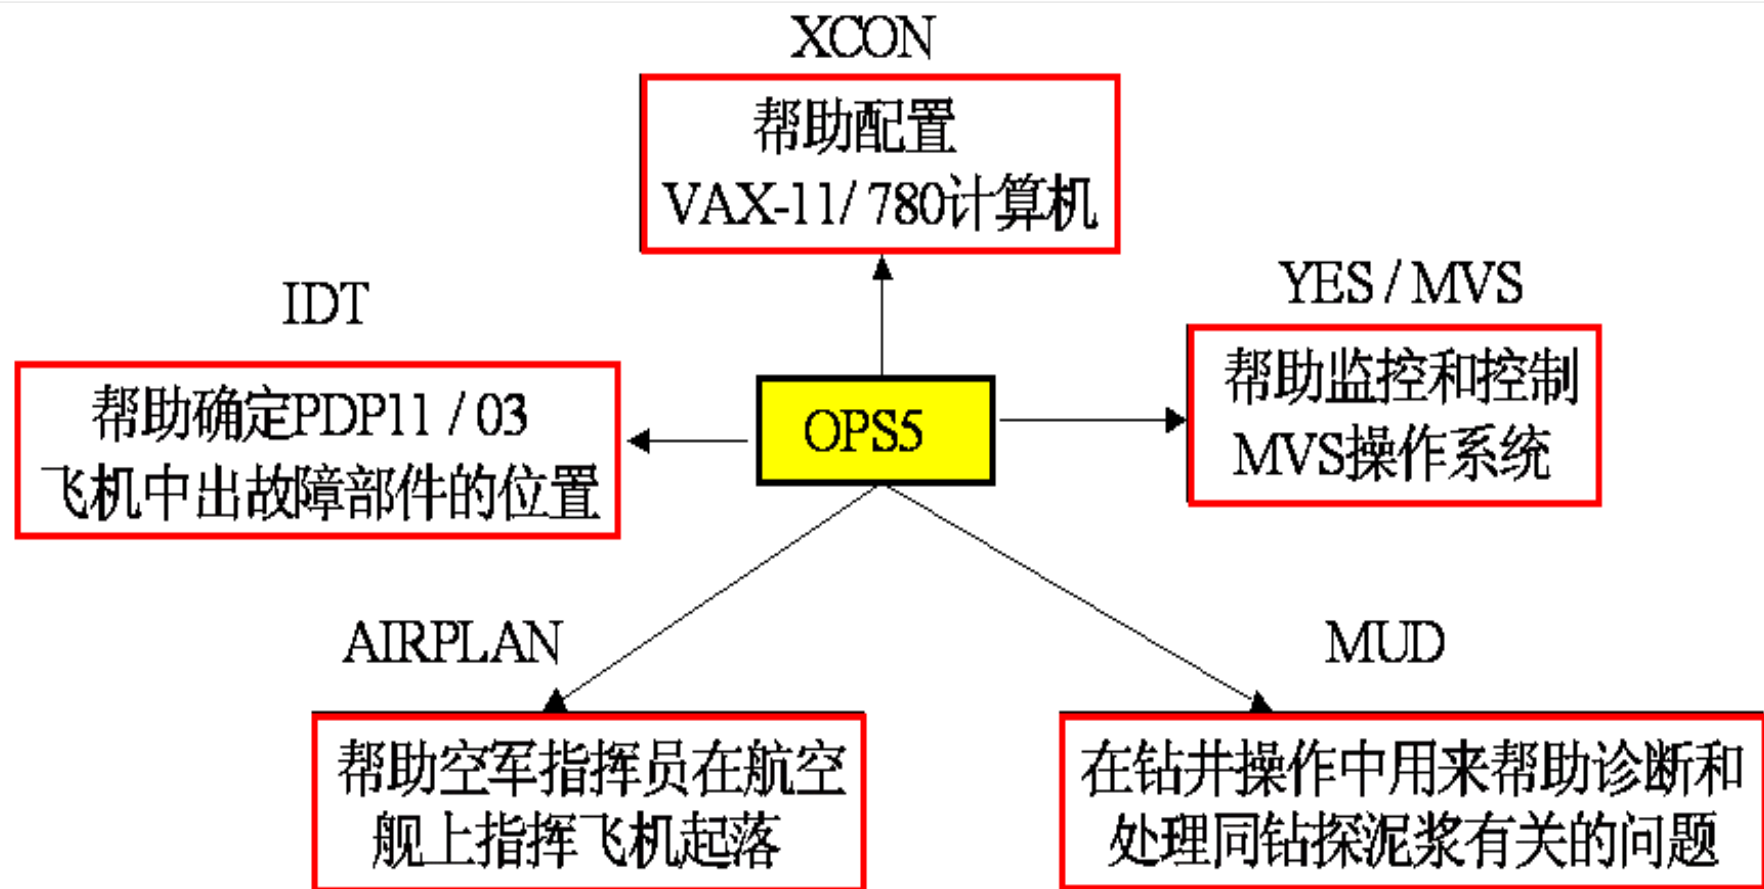 XCON
帮助配置
VAX-11/ 780计算机
IDT
帮助确定PDP11 / 03
飞机中出故障部件的位置
OPS5
YES / MVS
帮助监控和控制
MVS操作系统
AIRPLAN
帮助空军指挥员在航空
舰上指挥飞机起落
MUD
在钻井操作中用来帮助诊断和
处理同钻探泥浆有关的问题